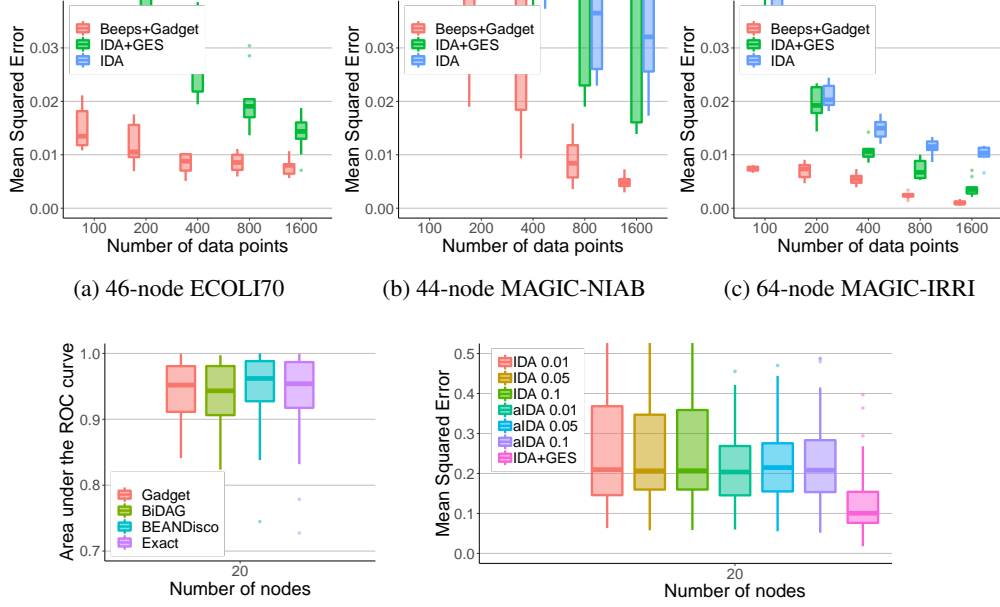 Mean Squared Error
0.03
0.02
0.01
0.00
Beeps+Gadget
IDA+GES
IDA
100 200 400 800 1600
Number of data points
(a) 46-node ECOLI70
Mean Squared Error
0.03
0.02
0.01
0.00
Beeps+Gadget
IDA+GES
IDA
100 200 400 800 1600
Number of data points
(b) 44-node MAGIC-NIAB
Mean Squared Error
0.03
0.02
0.01
0.00
Beeps+Gadget
IDA+GES
IDA
100 200 400 800 1600
Number of data points
(c) 64-node MAGIC-IRRI
Area under the ROC curve
1.0
0.9
0.8
0.7
Gadget
BiDAG
BEANDisco
Exact
20
Number of nodes
Mean Squared Error
0.5
0.4
0.3
0.2
0.1
0.0
IDA 0.01
IDA 0.05
IDA 0.1
aIDA 0.01
aIDA 0.05
aIDA 0.1
IDA+GES
20
Number of nodes